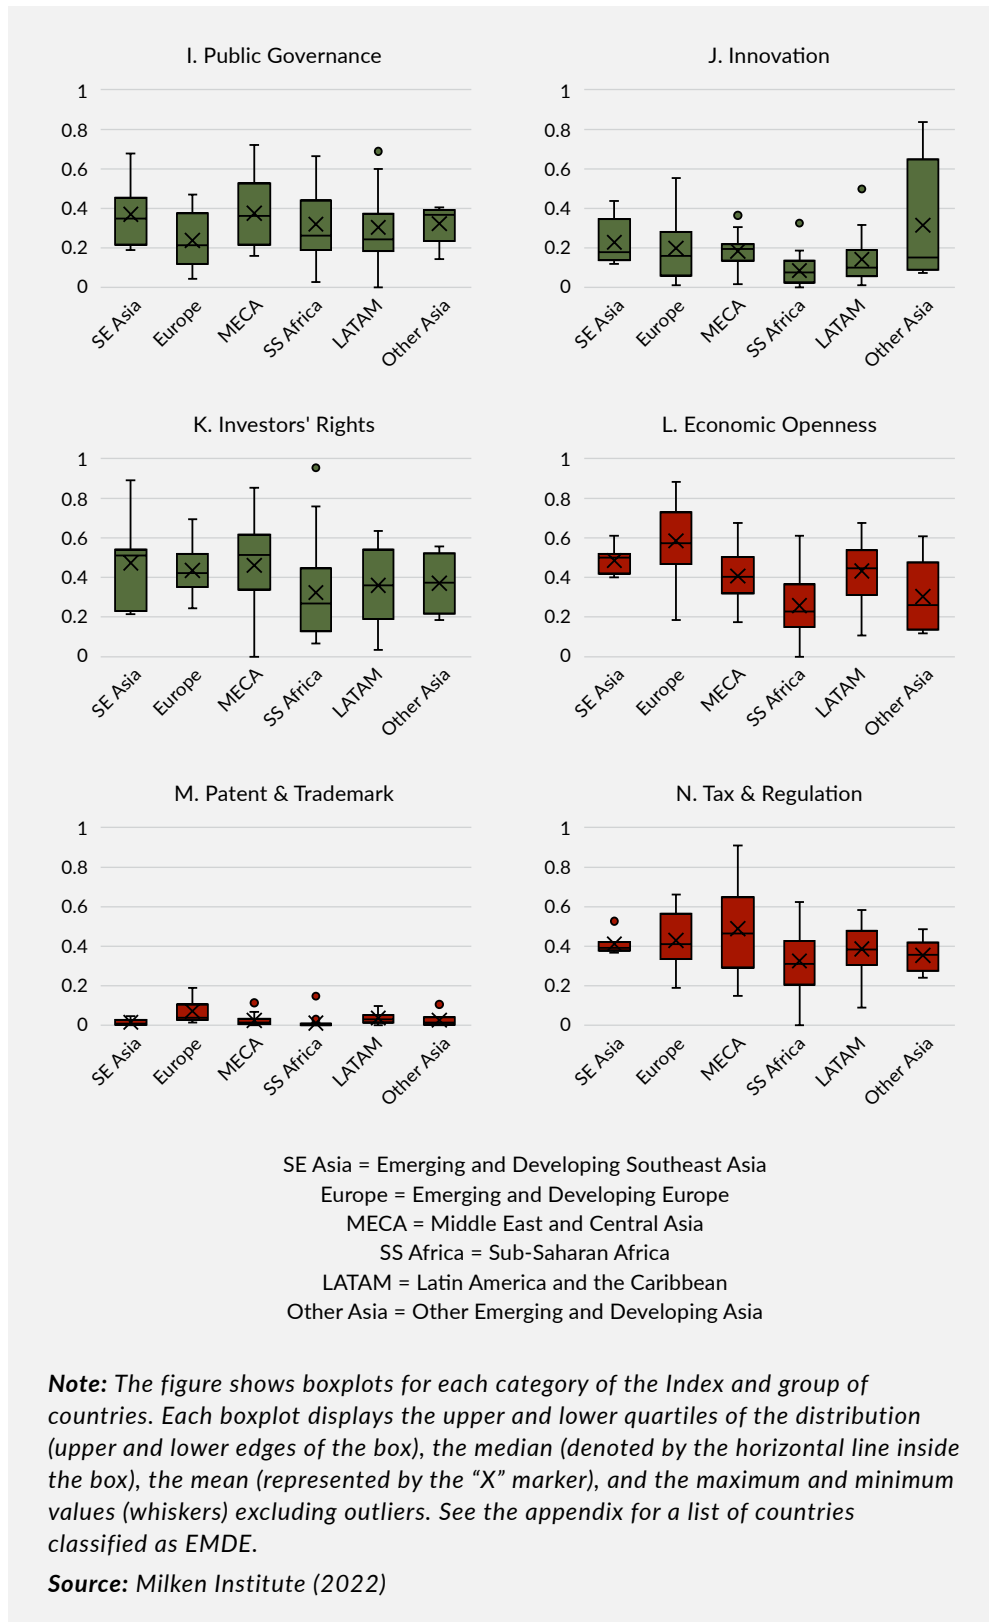 I. Public Governance
1
0.8
0.6
0.4
0.2
0
SE Asia
Europe
MECA
SS Africa
LATAM
Other Asia
J. Innovation
1
0.8
0.6
0.4
0.2
0
SE Asia
Europe
MECA
SS Africa
LATAM
Other Asia
K. Investors' Rights
1
0.8
0.6
0.4
0.2
0
SE Asia
Europe
MECA
SS Africa
LATAM
Other Asia
L. Economic Openness
1
0.8
0.6
0.4
0.2
0
SE Asia
Europe
MECA
SS Africa
LATAM
Other Asia
M. Patent & Trademark
1
0.8
0.6
0.4
0.2
0
SE Asia
Europe
MECA
SS Africa
LATAM
Other Asia
N. Tax & Regulation
1
0.8
0.6
0.4
0.2
0
SE Asia
Europe
MECA
SS Africa
LATAM
Other Asia
SE Asia = Emerging and Developing Southeast Asia
Europe = Emerging and Developing Europe
MECA = Middle East and Central Asia
SS Africa = Sub-Saharan Africa
LATAM = Latin America and the Caribbean
Other Asia = Other Emerging and Developing Asia
Note: The figure shows boxplots for each category of the Index and group of
countries. Each boxplot displays the upper and lower quartiles of the distribution
(upper and lower edges of the box), the median (denoted by the horizontal line inside
the box), the mean (represented by the “X” marker), and the maximum and minimum
values (whiskers) excluding outliers. See the appendix for a list of countries
classified as EMDE.
Source: Milken Institute (2022)